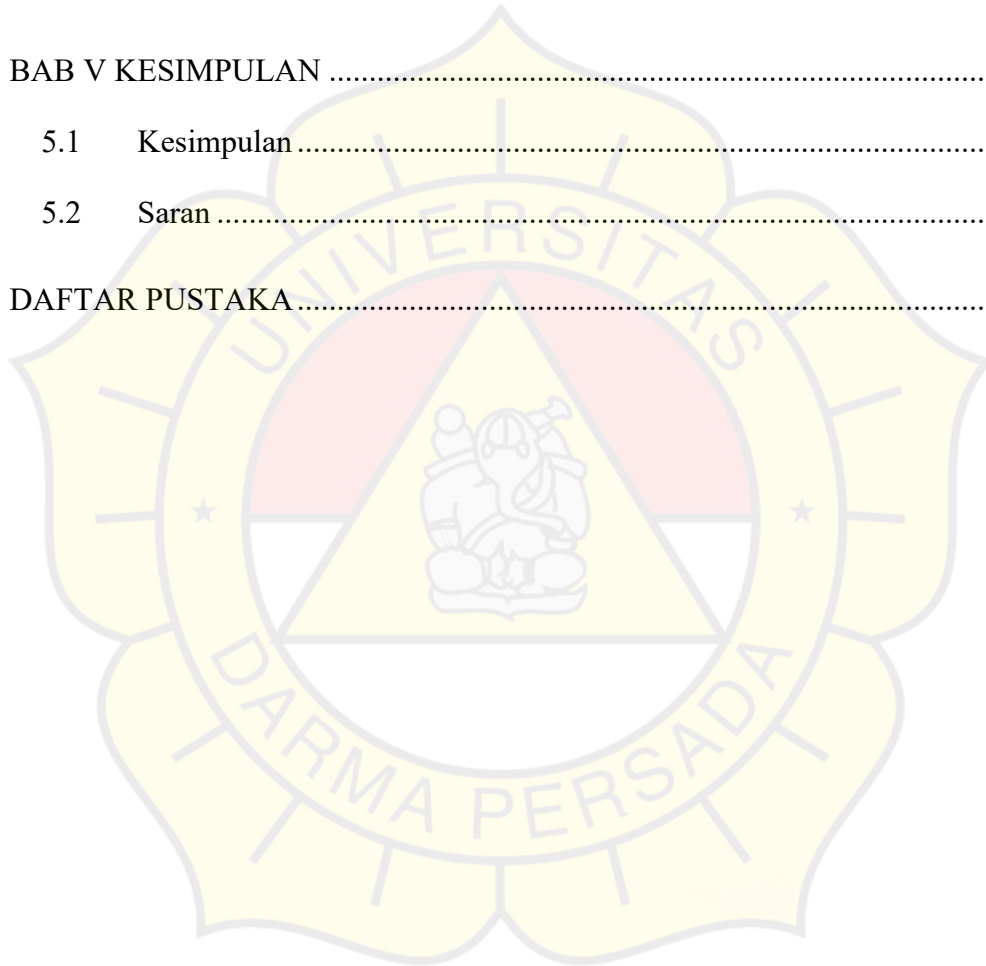 BAB V KESIMPULAN ....................................................................................
5.1 Kesimpulan ........................................................................................
5.2 Saran ..................................................................................................
DAFTAR PUSTAKA ........................................................................................
UNIVERSITAS
DARMA PERSADA